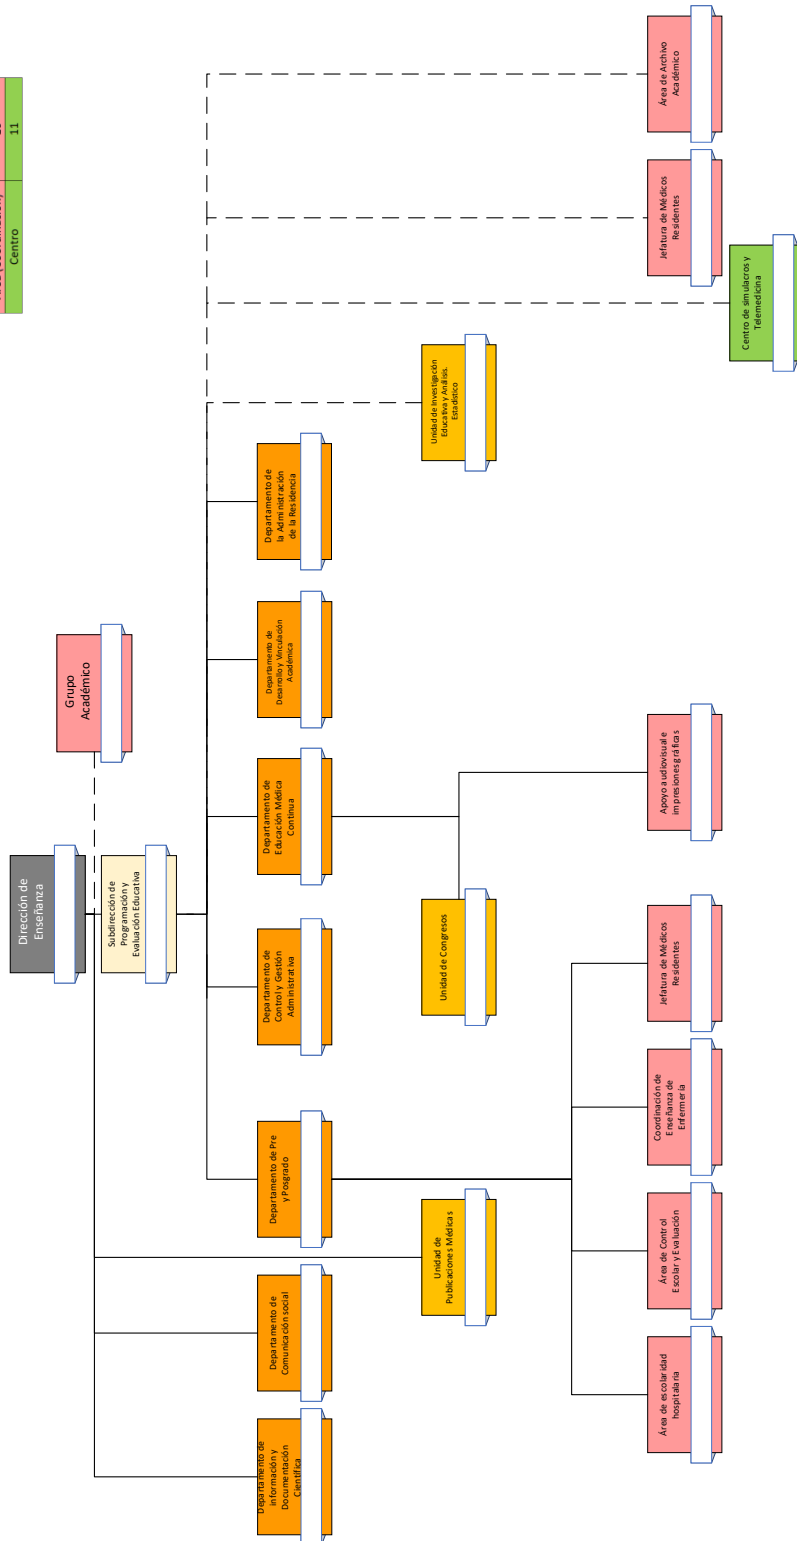 11
Centro
Dirección de
Enseñanza
Grupo
Académico
Subdirección de
Programación y
Evaluación Educativa
Departamento de
información y
Documentación
Científica
Departamento de
Comunicación social
Departamento de Pre
y Posgrado
Departamento de
Control y Gestión
Administrativa
Departamento de
Educación Médica
Continua
Departamento de
Desarrollo y Vinculación
Académica
Departamento de
la Administración
de la Residencia
Unidad de
Publicaciones Médicas
Unidad de Congresos
Unidad de Investigación
Educativa y Análisis.
Estadístico
Área de escolaridad
hospitalaria
Área de Control
Escolar y Evaluación
Coordinación de
Enseñanza de
Enfermería
Jefatura de Médicos
Residentes
Apoyo audiovisual e
impresiones gráficas
Jefatura de Médicos
Residentes
Área de Archivo
Académico
Centro de simulacros y
Telemedicina